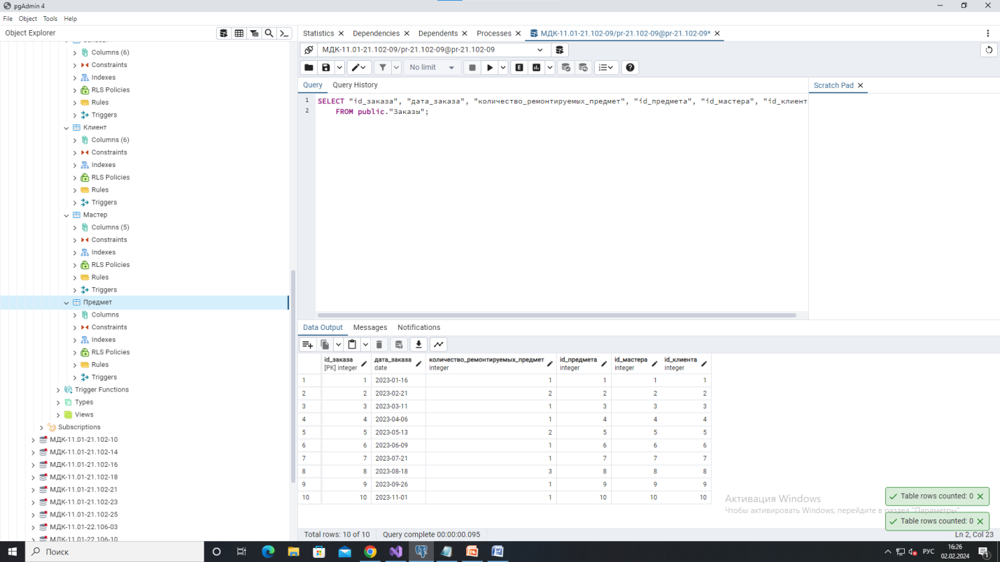 pgAdmin 4
File Object Tools Help
Object Explorer
Columns (6)
Constraints
Indexes
RLS Policies
Rules
Triggers
Клиент
Columns (6)
Constraints
Indexes
RLS Policies
Rules
Triggers
Мастер
Columns (5)
Constraints
Indexes
RLS Policies
Rules
Triggers
Предмет
Columns
Constraints
Indexes
RLS Policies
Rules
Triggers
Trigger Functions
Types
Views
Subscriptions
МДК-11.01-21.102-10
МДК-11.01-21.102-14
МДК-11.01-21.102-16
МДК-11.01-21.102-18
МДК-11.01-21.102-21
МДК-11.01-21.102-23
МДК-11.01-21.102-25
МДК-11.01-22.106-03
МДК-11.01-22.106-10
Statistics Dependencies Dependents Processes МДК-11.01-21.102-09/pr-21.102-09@pr-21.102-09*
МДК-11.01-21.102-09/pr-21.102-09@pr-21.102-09
No limit
Query Query History
Scratch Pad
1 SELECT "id_заказа", "дата_заказа", "количество_ремонтируемых_предмет", "id_предмета", "id_мастера", "id_клиент
2 FROM public."Заказы";
Data Output Messages Notifications
id_заказа дата_заказа количество_ремонтируемых_предмет id_предмета id_мастера id_клиента
[PK] integer date integer integer integer integer
1 1 2023-01-16 1 1 1 1
2 2 2023-02-21 2 2 2 2
3 3 2023-03-11 1 3 3 3
4 4 2023-04-06 1 4 4 4
5 5 2023-05-13 2 5 5 5
6 6 2023-06-09 1 6 6 6
7 7 2023-07-21 1 7 7 7
8 8 2023-08-18 3 8 8 8
9 9 2023-09-26 1 9 9 9
10 10 2023-11-01 1 10 10 10
Активация Windows
Чтобы активировать Windows, перейдите в раздел "Параметры".
Table rows counted: 0
Table rows counted: 0
Total rows: 10 of 10 Query complete 00:00:00.095
Ln 2, Col 23
Поиск
РУС
16:26
02.02.2024
1